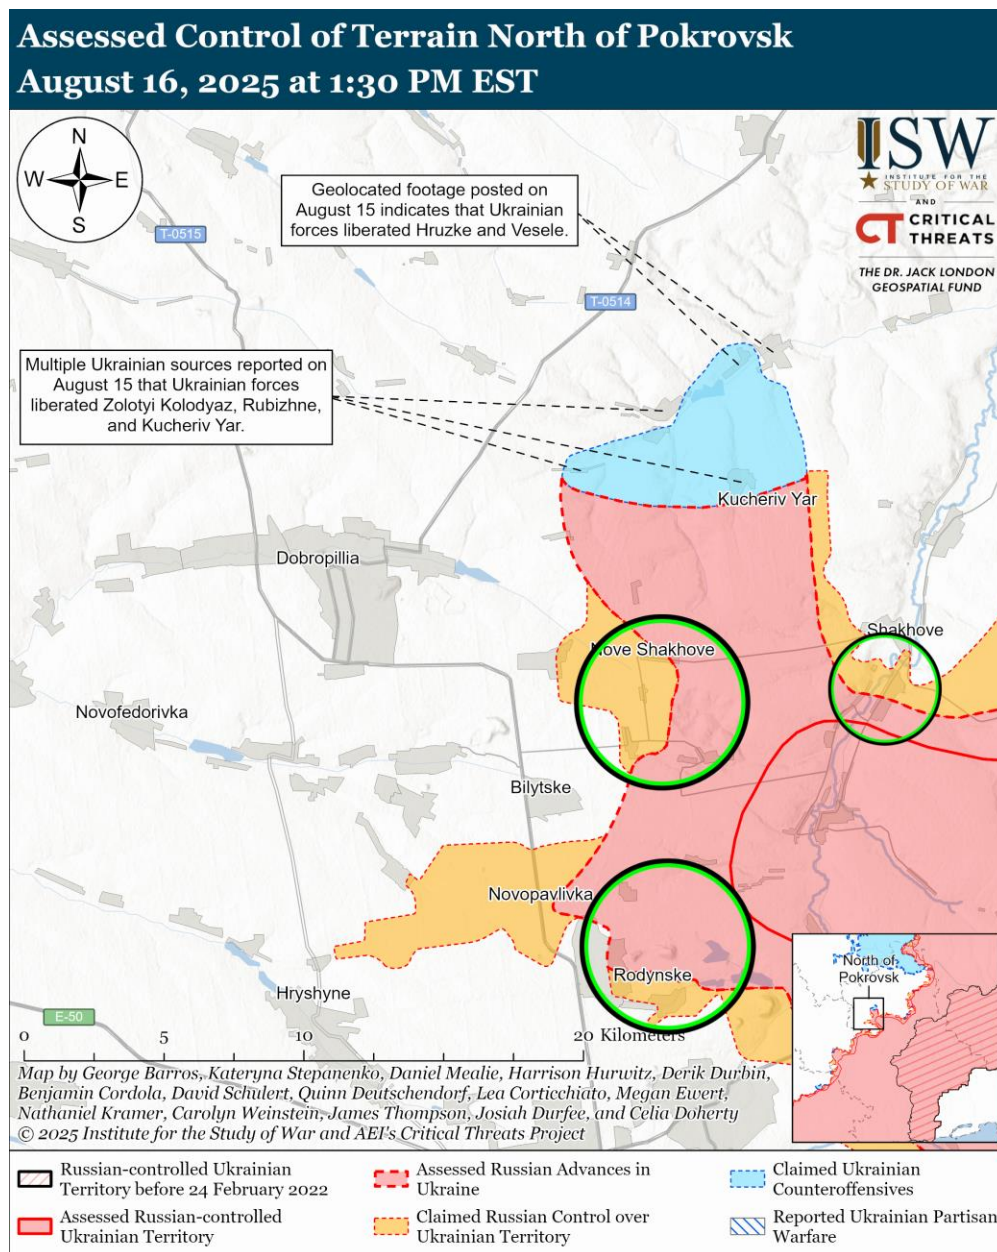 Assessed Control of Terrain North of Pokrovsk
August 16, 2025 at 1:30 PM EST
N
W
E
S
ISW
INSTITUTE FOR THE
STUDY OF WAR
AND
CT CRITICAL
THREATS
THE DR. JACK LONDON
GEOSPATIAL FUND
Geolocated footage posted on
August 15 indicates that Ukrainian
forces liberated Hruzke and Vesele.
T-0515
T-0514
Multiple Ukrainian sources reported on
August 15 that Ukrainian forces
liberated Zolotyi Kolodyaz, Rubizhne,
and Kucheriv Yar.
Kucheriv Yar
Dobropillia
Shakhove
Nove Shakhove
Novofedorivka
Bilytske
Novopavlivka
Rodynske
Hryshyne
North of
Pokrovsk
E-50
0 5 10 20 Kilometers
Map by George Barros, Kateryna Stepanenko, Daniel Mealie, Harrison Hurwitz, Derik Durbin,
Benjamin Cordola, David Schulert, Quinn Deutschendorf, Lea Corticchiato, Megan Ewert,
Nathaniel Kramer, Carolyn Weinstein, James Thompson, Josiah Durfee, and Celia Doherty
© 2025 Institute for the Study of War and AEI's Critical Threats Project
Russian-controlled Ukrainian
Territory before 24 February 2022
Assessed Russian-controlled
Ukrainian Territory
Assessed Russian Advances in
Ukraine
Claimed Russian Control over
Ukrainian Territory
Claimed Ukrainian
Counteroffensives
Reported Ukrainian Partisan
Warfare